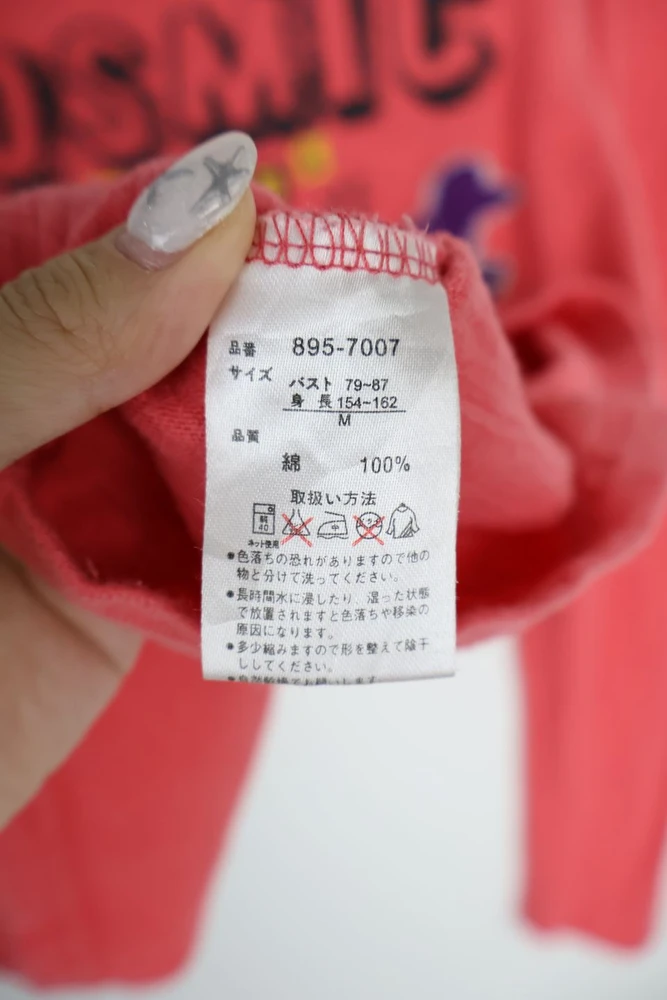 OSMIC
品番 895-7007
サイズ
バスト 79~87
身 長 154~162
M
品質
綿 100%
取扱い方法
弱
40
中
ネット使用
●色落ちの恐れがありますので他の
物と分けて洗ってください。
●長時間水に浸したり、湿った状態
で放置されますと色落ちや移染の
原因になります。
●多少縮みますので形を整えて陰干
ししてください。